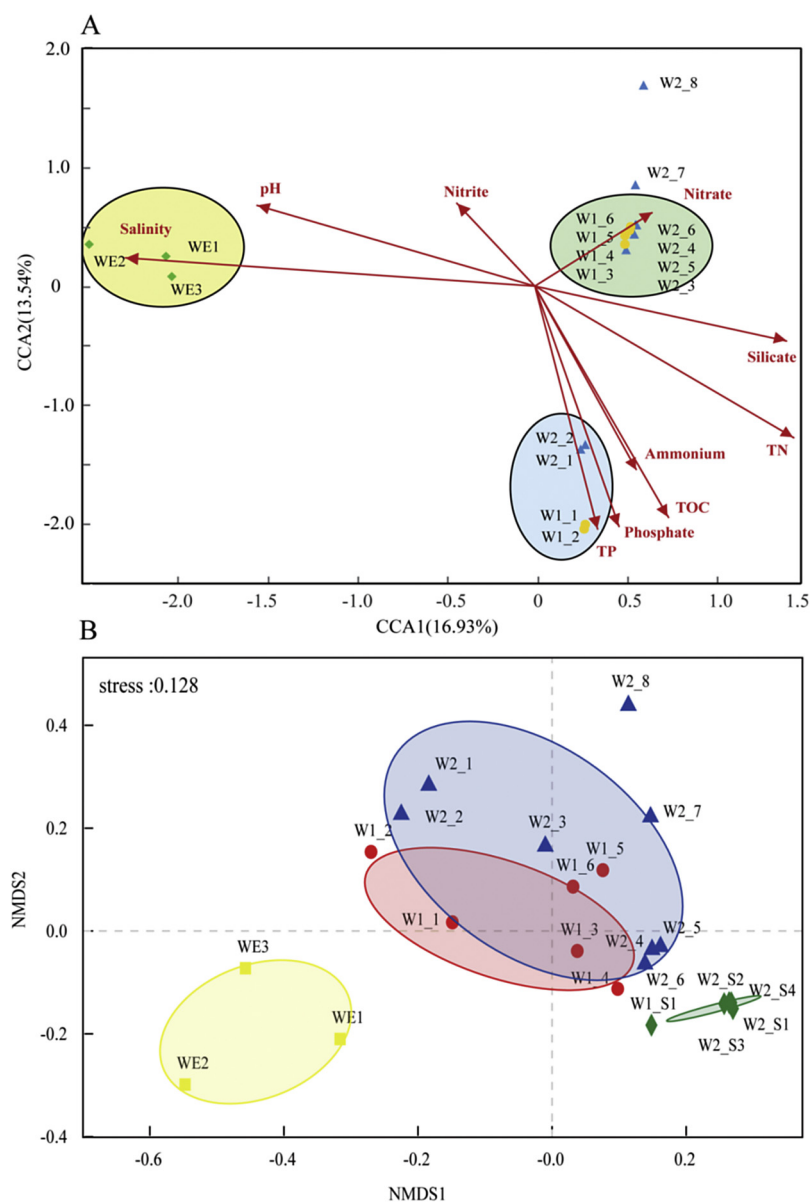 A
2.0
W2_8
W2_7
1.0
pH
Nitrite
Nitrate
Salinity
W1_6
W1_5
W1_4
W1_3
W2_6
W2_4
W2_5
W2_3
WE1
WE2
WE3
0
CCA2(13.54%)
Silicate
-1.0
W2_2
W2_1
Ammonium
TN
W1_1
W1_2
TOC
-2.0
TP
Phosphate
-2.0 -1.5 -1.0 -0.5 0 0.5 1.0 1.5
CCA1(16.93%)
B
stress :0.128
W2_8
0.4
W2_1
W2_2
W2_7
0.2
W1_2
W2_3
W1_5
W1_6
NMDS2
W1_1
W1_3
W2_4
W2_5
0.0
WE3
W1_4
W2_6
W2_S2
W2_S4
W1_S1
W2_S1
WE1
W2_S3
-0.2
WE2
-0.4
-0.6 -0.4 -0.2 -0.0 0.2
NMDS1